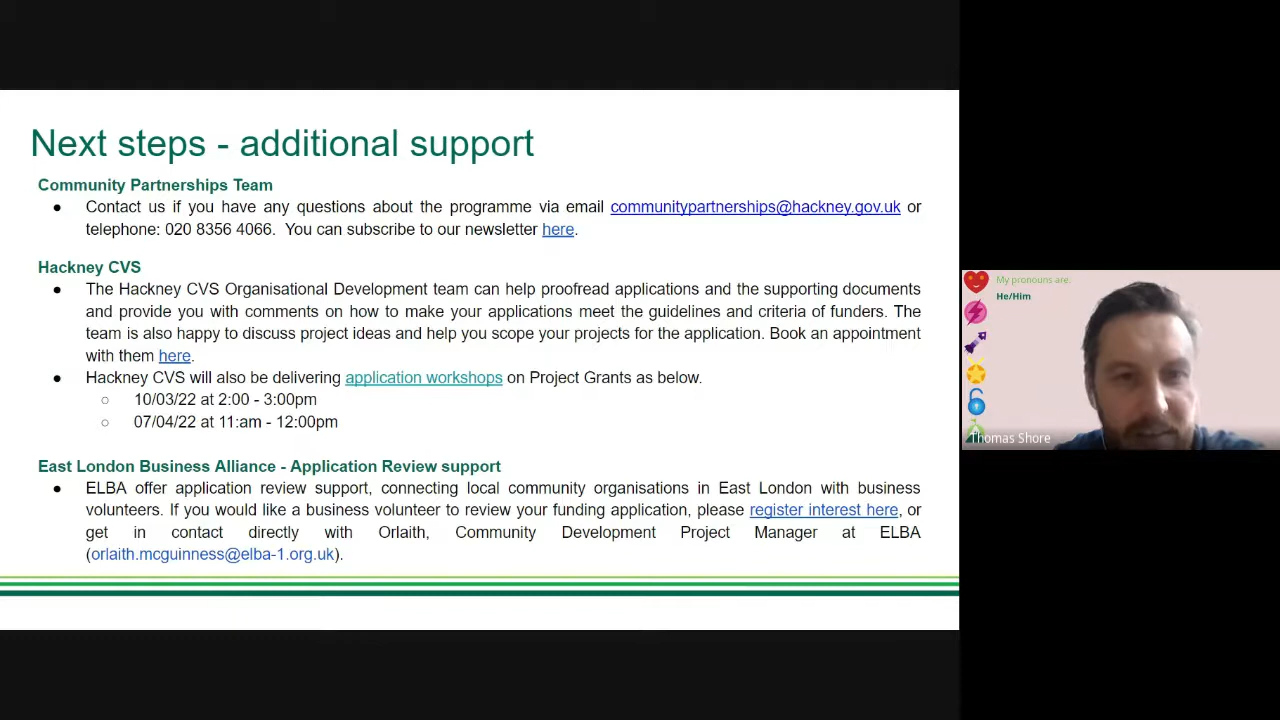 Next steps - additional support
Community Partnerships Team
● Contact us if you have any questions about the programme via email communitypartnerships@hackney.gov.uk or
telephone: 020 8356 4066. You can subscribe to our newsletter here.
Hackney CVS
● The Hackney CVS Organsational Development team can help proofread applications and the supporting documents
and provide you with comments on how to make your applications meet the guidelines and criteria of funders. The
team is also happy to discuss project ideas and help you scope your projects for the application. Book an appointment
with them here.
● Hackney CVS will also be delivering application workshops on Project Grants as below.
○ 10/03/22 at 2:00 - 3:00pm
○ 07/04/22 at 11:am - 12:00pm
East London Business Alliance - Application Review support
● ELBA offer application review support, connecting local community organisations in East London with business
volunteers. If you would like a business volunteer to review your funding application, please register interest here, or
get in contact directly with Orlaith, Community Development Project Manager at ELBA
(orlaith.mcguinness@elba-1.org.uk).
My pronouns are.
He/Him
Thomas Shore